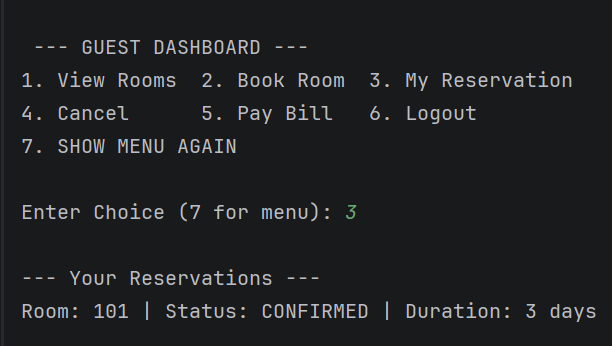 --- GUEST DASHBOARD ---
1. View Rooms  2. Book Room  3. My Reservation
4. Cancel      5. Pay Bill   6. Logout
7. SHOW MENU AGAIN
Enter Choice (7 for menu): 3
--- Your Reservations ---
Room: 101 | Status: CONFIRMED | Duration: 3 days